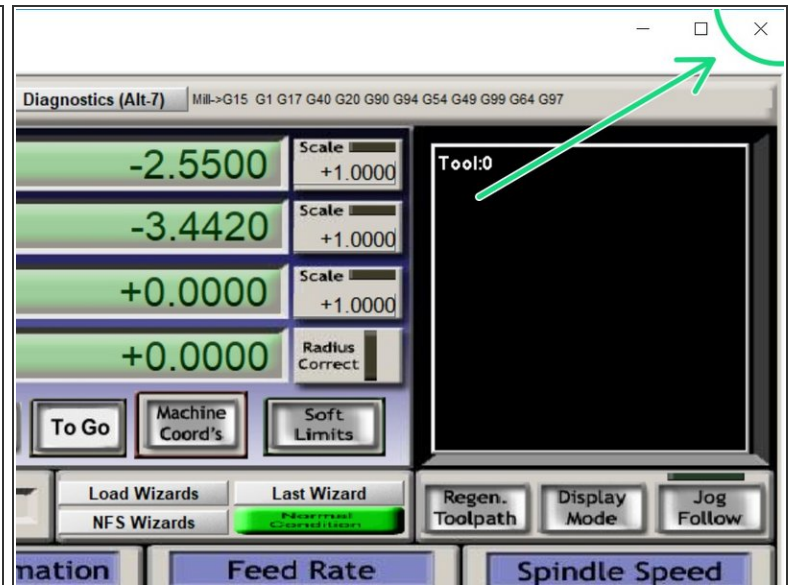 Diagnostics (Alt-7) Mill->G15 G1 G17 G40 G20 G90 G94 G54 G49 G99 G64 G97
-2.5500 Scale +1.0000 Tool:0
-3.4420 Scale +1.0000
+0.0000 Scale +1.0000
+0.0000 Radius Correct
To Go Machine Coord's Soft Limits
Load Wizards Last Wizard Regen. Toolpath Display Mode Jog Follow
NFS Wizards Normal Condition
mation Feed Rate Spindle Speed